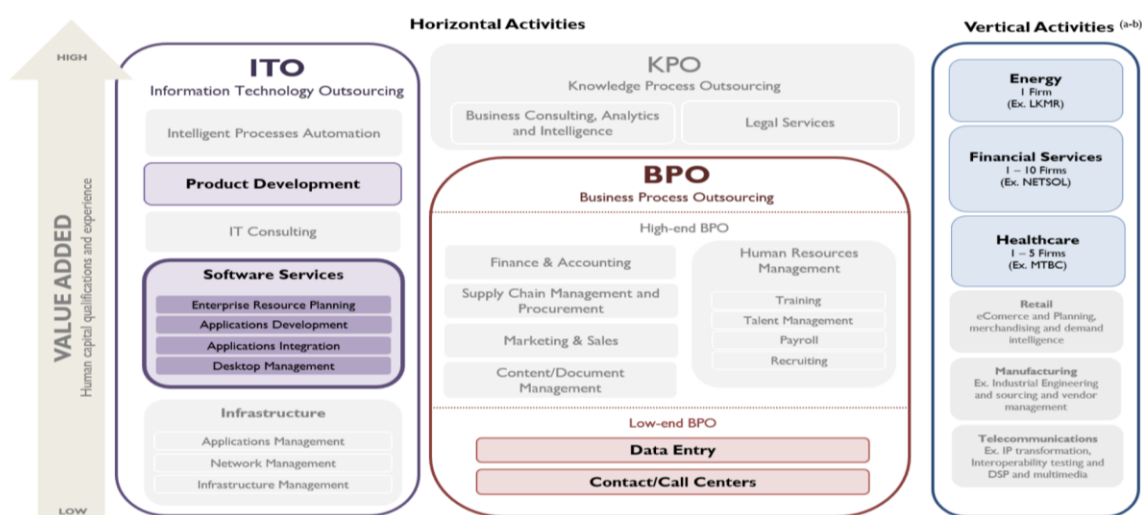 Horizontal Activities
Vertical Activities (a-b)
HIGH
VALUE ADDED
Human capital qualifications and experience
LOW
ITO
Information Technology Outsourcing
Intelligent Processes Automation
Product Development
IT Consulting
Software Services
Enterprise Resource Planning
Applications Development
Applications Integration
Desktop Management
Infrastructure
Applications Management
Network Management
Infrastructure Management
KPO
Knowledge Process Outsourcing
Business Consulting, Analytics
and Intelligence
Legal Services
BPO
Business Process Outsourcing
High-end BPO
Finance & Accounting
Supply Chain Management and
Procurement
Marketing & Sales
Content/Document
Management
Human Resources
Management
Training
Talent Management
Payroll
Recruiting
Low-end BPO
Data Entry
Contact/Call Centers
Energy
1 Firm
(Ex. LKMR)
Financial Services
1 – 10 Firms
(Ex. NETSOL)
Healthcare
1 – 5 Firms
(Ex. MTBC)
Retail
eComerce and Planning,
merchandising and demand
intelligence
Manufacturing
Ex. Industrial Engineering
and sourcing and vendor
management
Telecommunications
Ex. IP transformation,
Interoperability testing and
DSP and multimedia